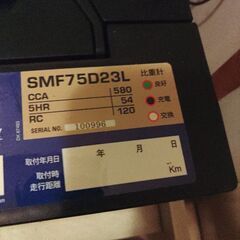 SMF75D23L
比重計
CCA 580
5HR 54
RC 120
SERIAL NO. 100996
良好
充電
交換
取付年月日 年 月 日
取付時
走行距離 Km